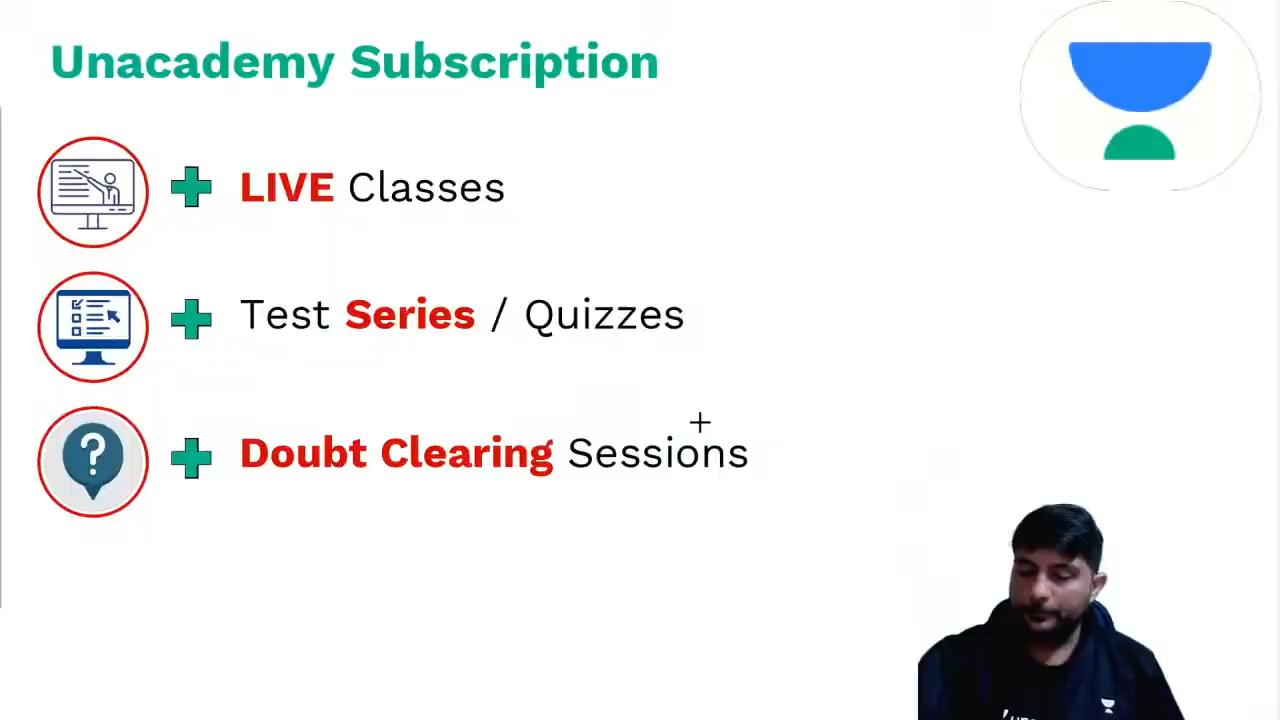 Unacademy Subscription
LIVE Classes
Test Series / Quizzes
Doubt Clearing Sessions